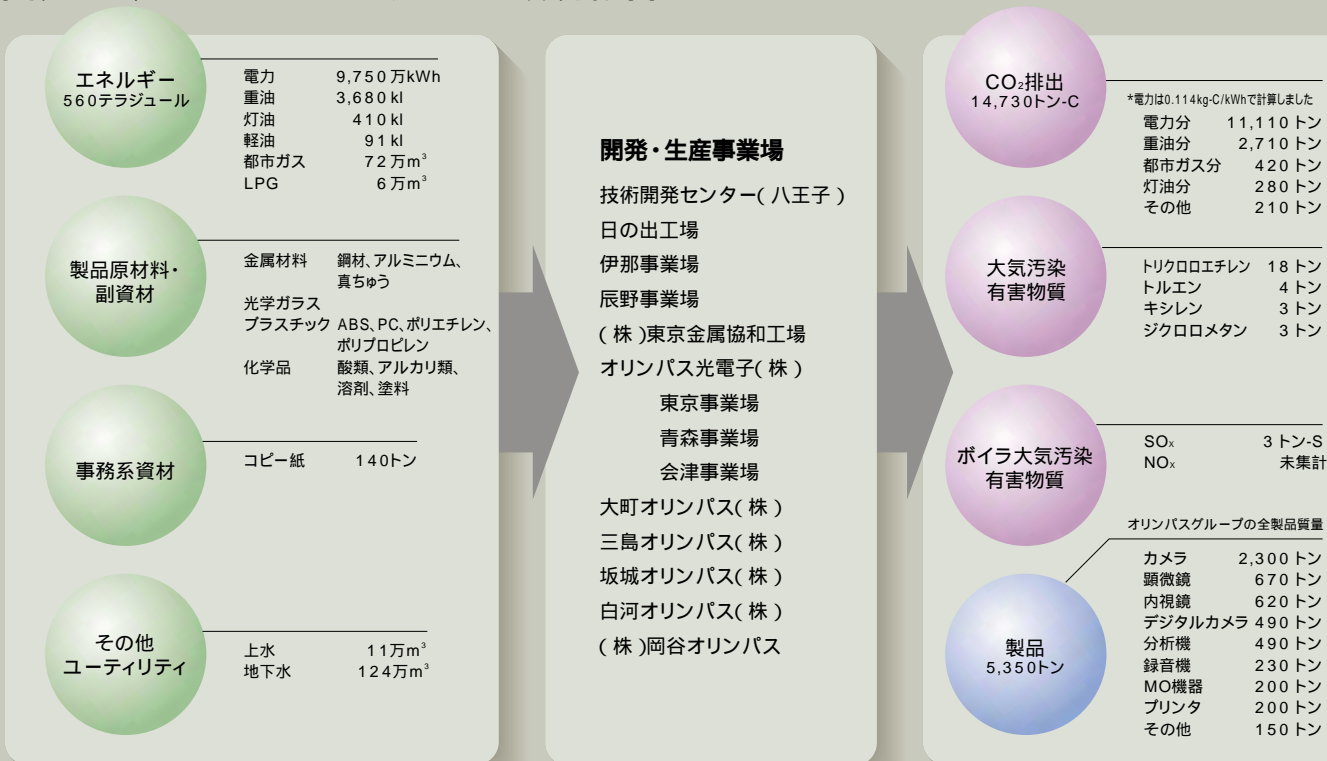 エネルギー
560テラジュール
電力 9,750万kWh
重油 3,680kl
灯油 410kl
軽油 91kl
都市ガス 72万m³
LPG 6万m³
製品原材料・
副資材
金属材料 鋼材、アルミニウム、
真ちゅう
光学ガラス
プラスチック ABS、PC、ポリエチレン、
ポリプロピレン
化学品 酸類、アルカリ類、
溶剤、塗料
事務系資材
コピー紙 140トン
その他
ユーティリティ
上水 11万m³
地下水 124万m³
開発・生産事業場
技術開発センター(八王子)
日の出工場
伊那事業場
辰野事業場
(株)東京金属協和工場
オリンパス光電子(株)
東京事業場
青森事業場
会津事業場
大町オリンパス(株)
三島オリンパス(株)
坂城オリンパス(株)
白河オリンパス(株)
(株)岡谷オリンパス
CO₂排出
14,730トン-C
*電力は0.114kg-C/kWhで計算しました
電力分 11,110トン
重油分 2,710トン
都市ガス分 420トン
灯油分 280トン
その他 210トン
大気汚染
有害物質
トリクロロエチレン 18トン
トルエン 4トン
キシレン 3トン
ジクロロメタン 3トン
ボイラ大気汚染
有害物質
SOx 3トン-S
NOx 未集計
オリンパスグループの全製品質量
製品
5,350トン
カメラ 2,300トン
顕微鏡 670トン
内視鏡 620トン
デジタルカメラ 490トン
分析機 490トン
録音機 230トン
MO機器 200トン
プリンタ 200トン
その他 150トン